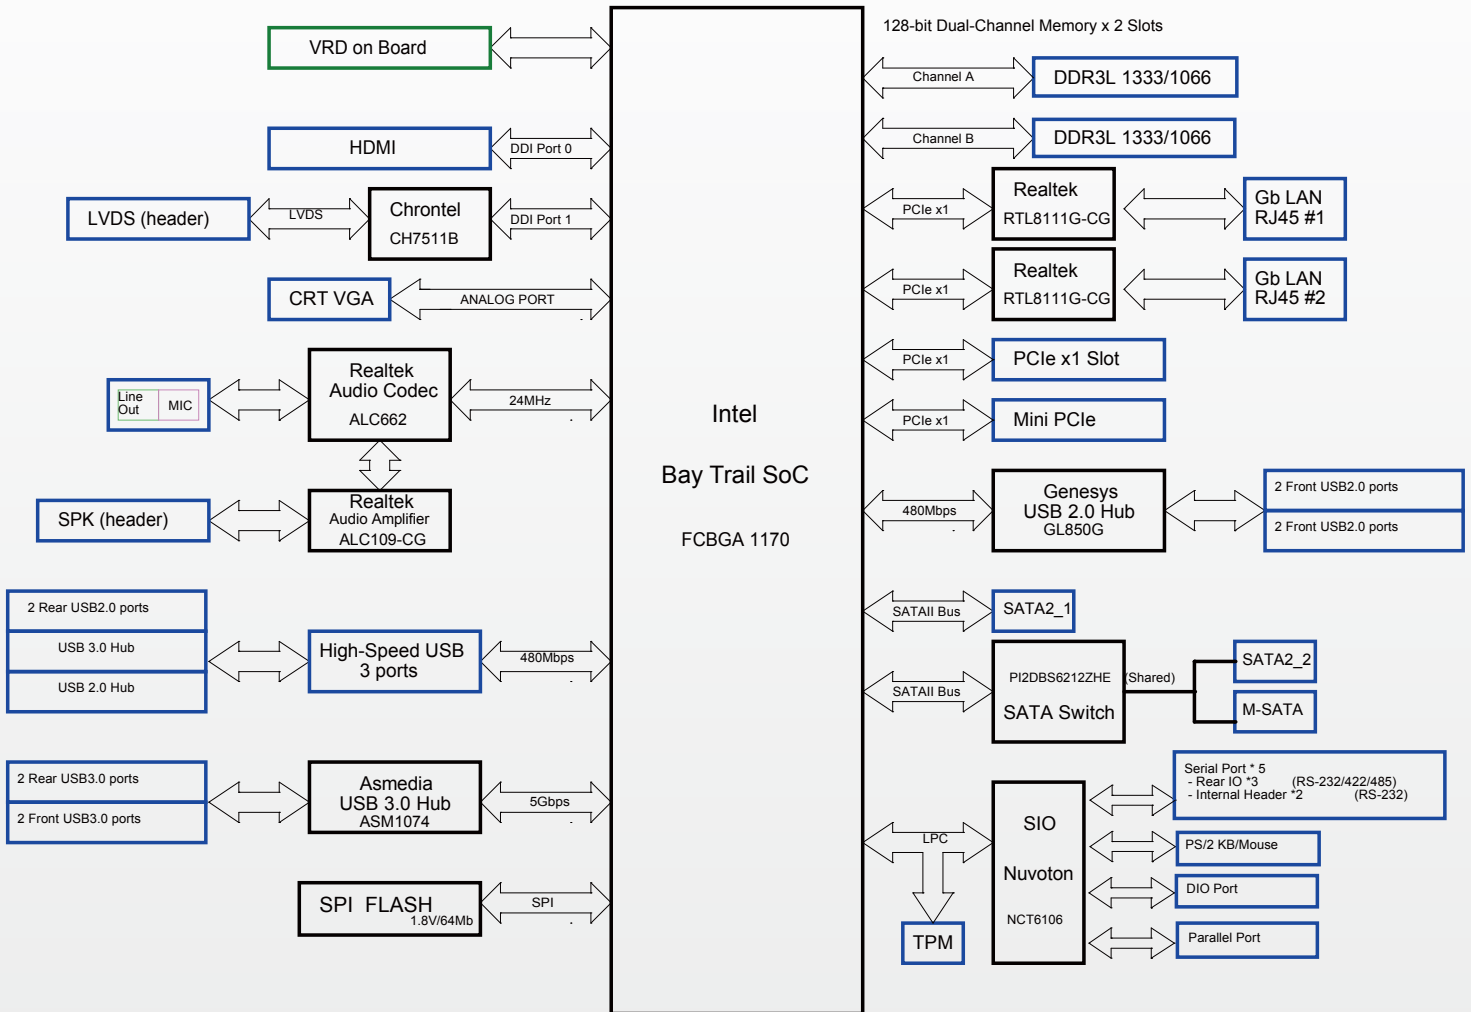 128-bit Dual-Channel Memory x 2 Slots
VRD on Board
Channel A
DDR3L 1333/1066
HDMI
DDI Port 0
Channel B
DDR3L 1333/1066
LVDS (header)
LVDS
Chrontel
CH7511B
DDI Port 1
PCIe x1
Realtek
RTL8111G-CG
Gb LAN
RJ45 #1
CRT VGA
ANALOG PORT
PCIe x1
Realtek
RTL8111G-CG
Gb LAN
RJ45 #2
PCIe x1
PCIe x1 Slot
Line
Out
MIC
Realtek
Audio Codec
ALC662
24MHz
Intel
Bay Trail SoC
FCBGA 1170
PCIe x1
Mini PCIe
SPK (header)
Realtek
Audio Amplifier
ALC109-CG
480Mbps
Genesys
USB 2.0 Hub
GL850G
2 Front USB2.0 ports
2 Front USB2.0 ports
2 Rear USB2.0 ports
USB 3.0 Hub
USB 2.0 Hub
High-Speed USB
3 ports
480Mbps
SATAII Bus
SATA2_1
SATAII Bus
PI2DBS6212ZHE
SATA Switch
(Shared)
SATA2_2
M-SATA
2 Rear USB3.0 ports
2 Front USB3.0 ports
Asmedia
USB 3.0 Hub
ASM1074
5Gbps
Serial Port * 5
- Rear IO *3 (RS-232/422/485)
- Internal Header *2 (RS-232)
LPC
SIO
Nuvoton
NCT6106
PS/2 KB/Mouse
DIO Port
Parallel Port
SPI FLASH
1.8V/64Mb
SPI
TPM